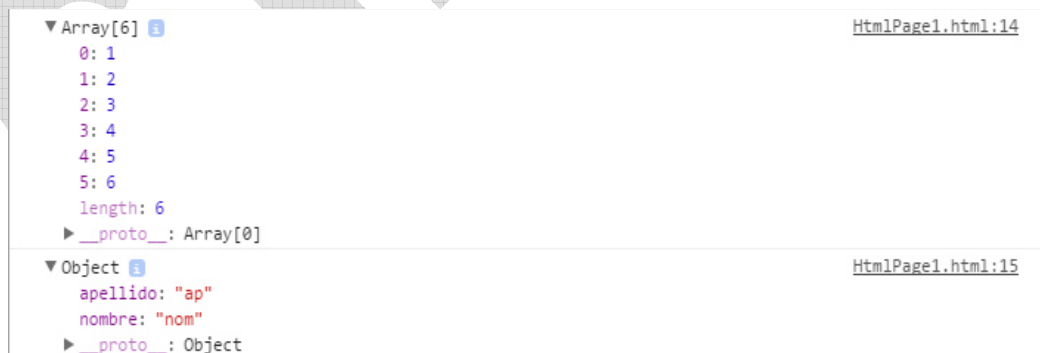 ▼Array[6] i HtmlPage1.html:14
0: 1
1: 2
2: 3
3: 4
4: 5
5: 6
length: 6
▶__proto__: Array[0]
▼Object i HtmlPage1.html:15
apellido: "ap"
nombre: "nom"
▶__proto__: Object